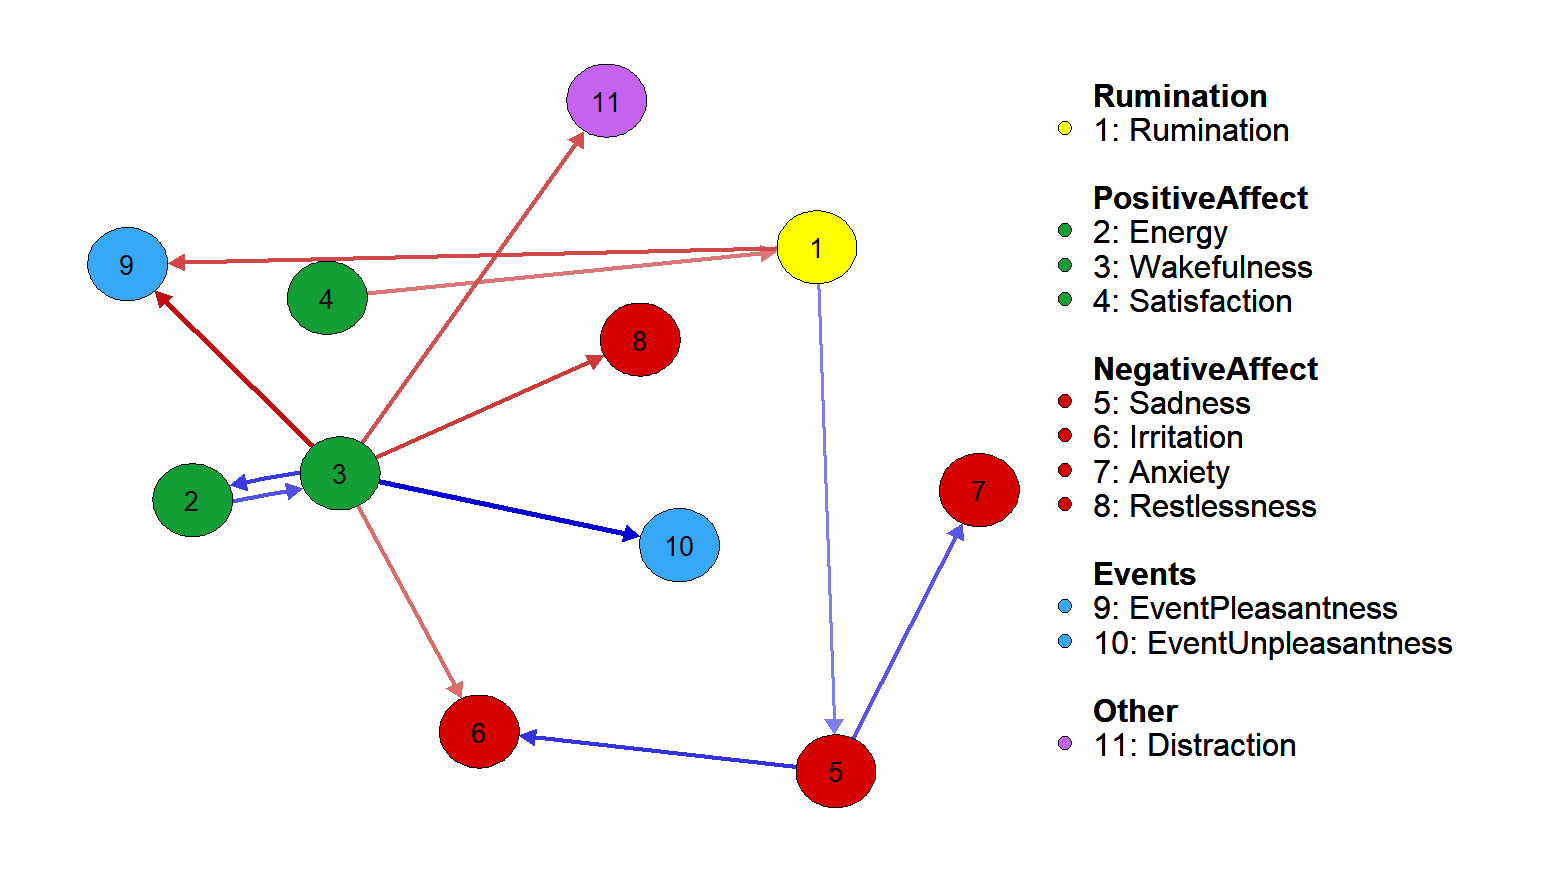 11
1
9
4
8
3
2
7
10
6
5
Rumination
1: Rumination
PositiveAffect
2: Energy
3: Wakefulness
4: Satisfaction
NegativeAffect
5: Sadness
6: Irritation
7: Anxiety
8: Restlessness
Events
9: EventPleasantness
10: EventUnpleasantness
Other
11: Distraction